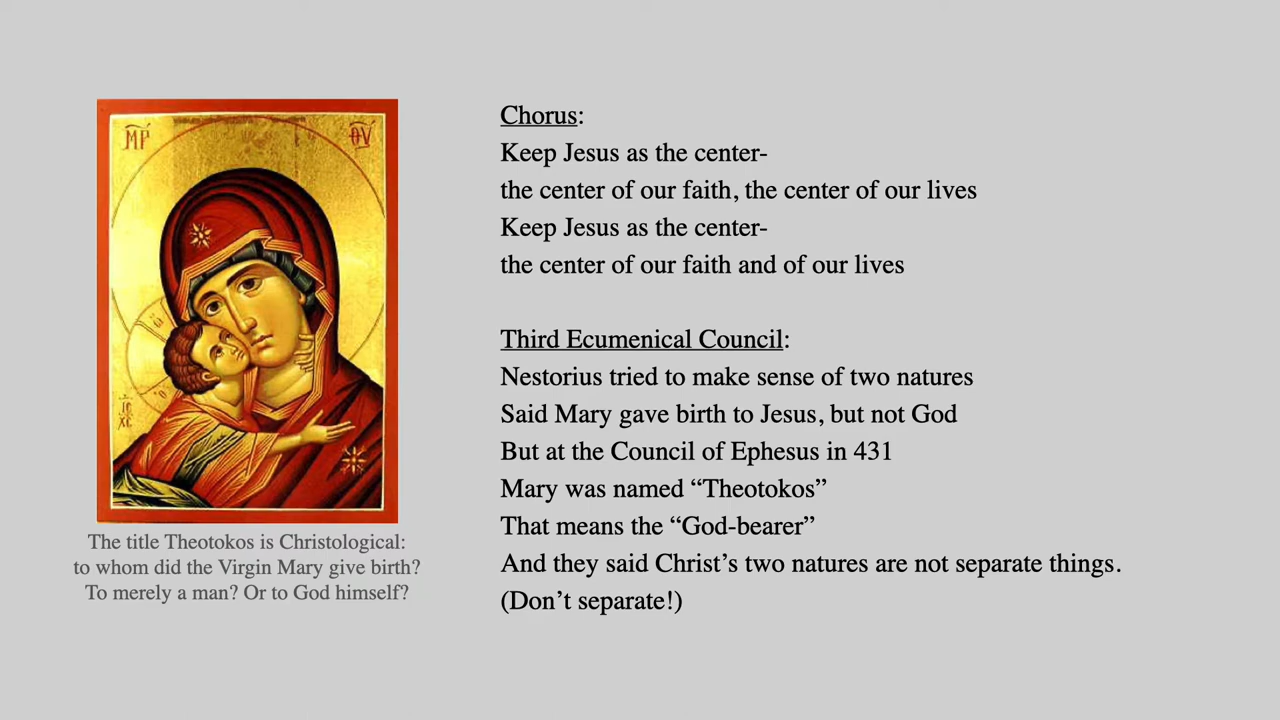 ΜΡ ΘΥ
ΙC
ΧC
The title Theotokos is Christological:
to whom did the Virgin Mary give birth?
To merely a man? Or to God himself?
Chorus:
Keep Jesus as the center-
the center of our faith, the center of our lives
Keep Jesus as the center-
the center of our faith and of our lives
Third Ecumenical Council:
Nestorius tried to make sense of two natures
Said Mary gave birth to Jesus, but not God
But at the Council of Ephesus in 431
Mary was named “Theotokos”
That means the “God-bearer”
And they said Christ’s two natures are not separate things.
(Don’t separate!)